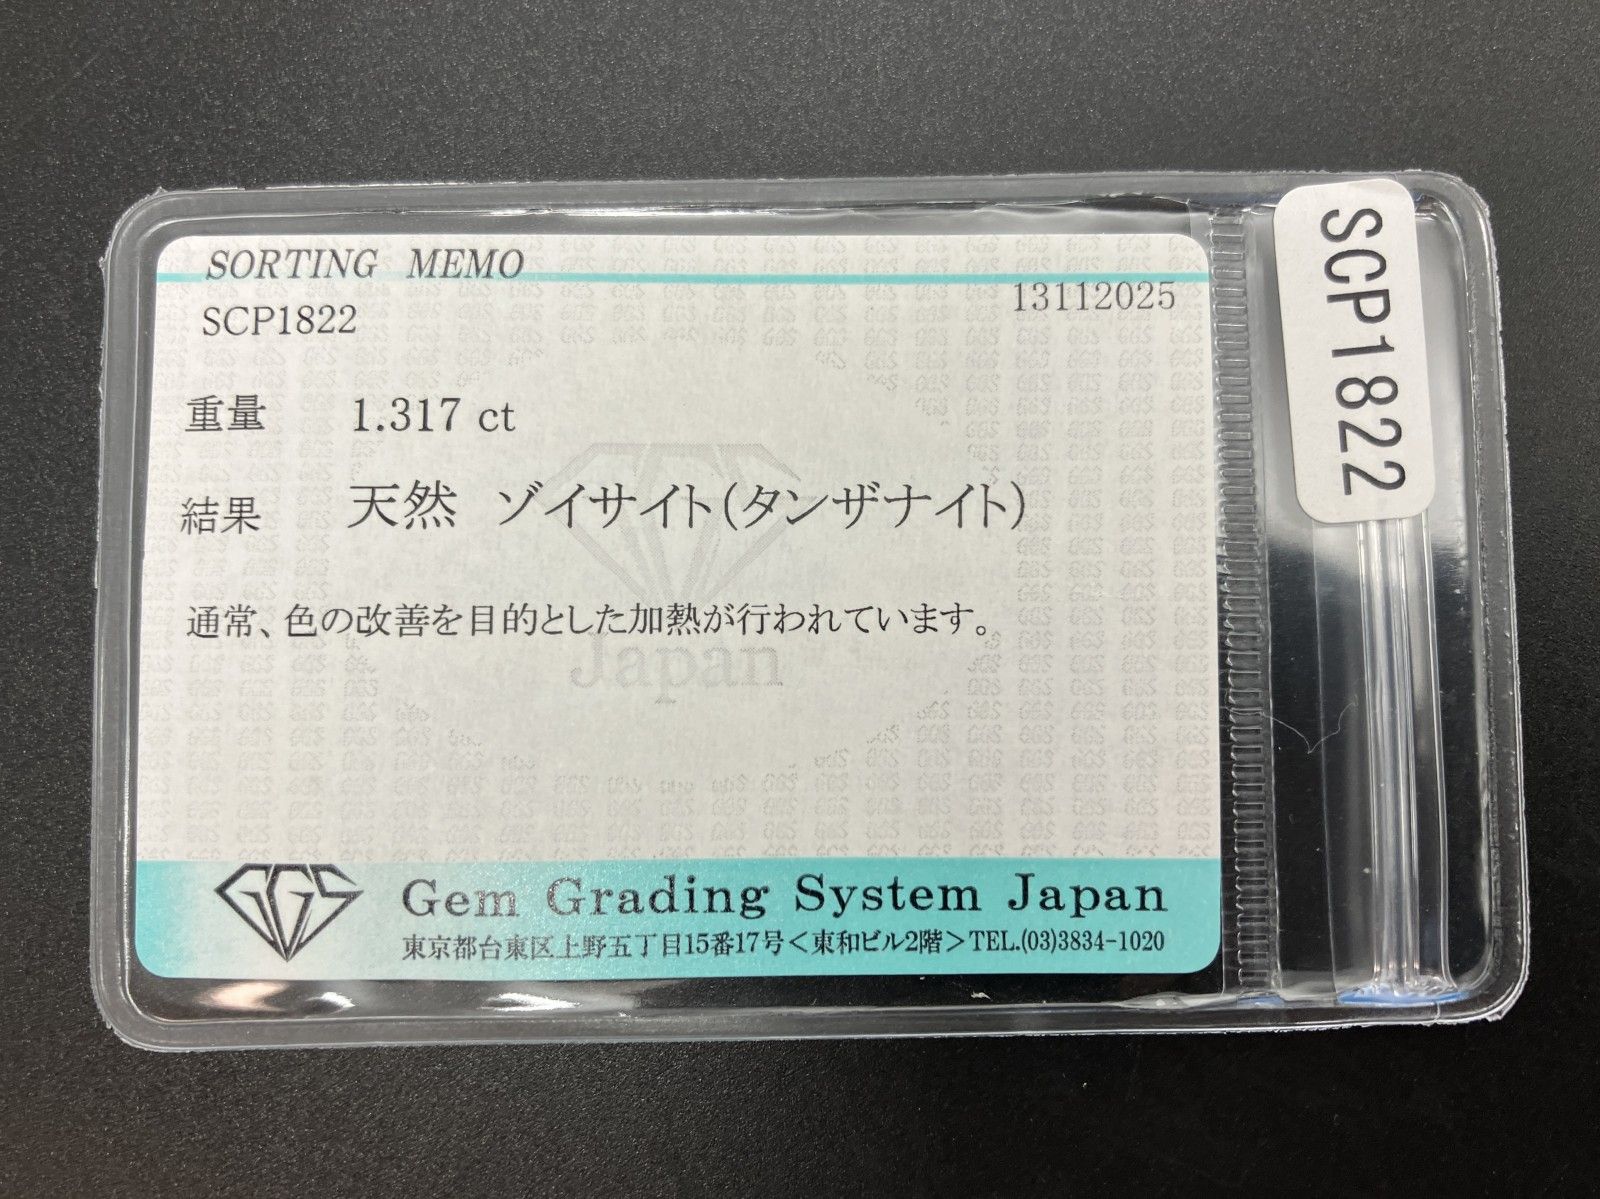 SORTING MEMO
SCP1822
13112025
重量 1.317 ct
結果 天然 ゾイサイト(タンザナイト)
通常、色の改善を目的とした加熱が行われています。
Japan
GGS
Gem Grading System Japan
東京都台東区上野五丁目15番17号<東和ビル2階>TEL.(03)3834-1020
SCP1822